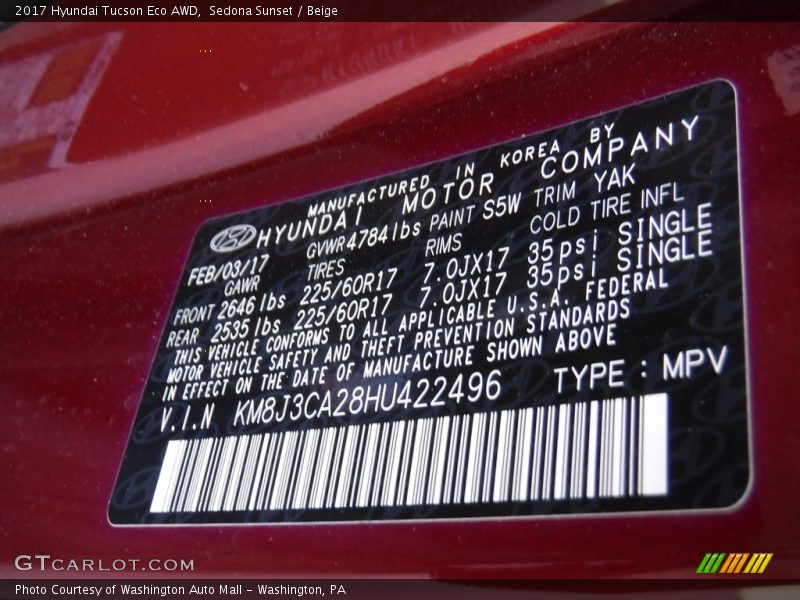 2017 Hyundai Tucson Eco AWD,  Sedona Sunset / Beige
MANUFACTURED IN KOREA BY
HYUNDAI MOTOR COMPANY
FEB/03/17 GVWR 4784 lbs PAINT S5W TRIM YAK
GAWR TIRES RIMS COLD TIRE INFL
FRONT 2646 lbs 225/60R17 7.0JX17 35psi SINGLE
REAR 2535 lbs 225/60R17 7.0JX17 35psi SINGLE
THIS VEHICLE CONFORMS TO ALL APPLICABLE U.S.A. FEDERAL
MOTOR VEHICLE SAFETY AND THEFT PREVENTION STANDARDS
IN EFFECT ON THE DATE OF MANUFACTURE SHOWN ABOVE
V.I.N KM8J3CA28HU422496 TYPE : MPV
GTCARLOT.COM
Photo Courtesy of Washington Auto Mall - Washington, PA